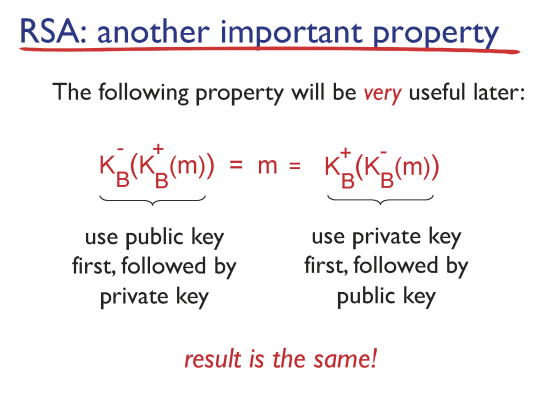 RSA: another important property
The following property will be very useful later:
K_B^-(K_B^+(m)) = m = K_B^+(K_B^-(m))
use public key
first, followed by
private key
use private key
first, followed by
public key
result is the same!